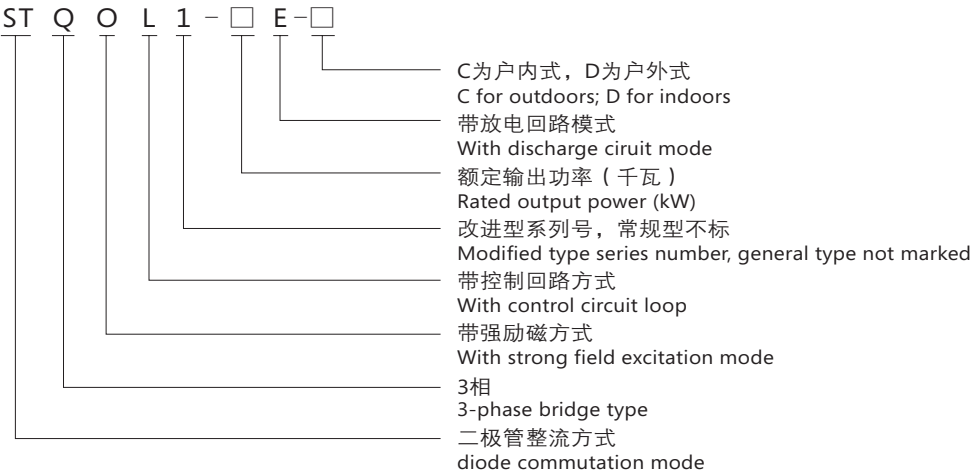 ST Q O L 1 - □ E - □
C为户内式，D为户外式
C for outdoors; D for indoors
带放电回路模式
With discharge ciruit mode
额定输出功率（千瓦）
Rated output power (kW)
改进型系列号，常规型不标
Modified type series number, general type not marked
带控制回路方式
With control circuit loop
带强励磁方式
With strong field excitation mode
3相
3-phase bridge type
二极管整流方式
diode commutation mode